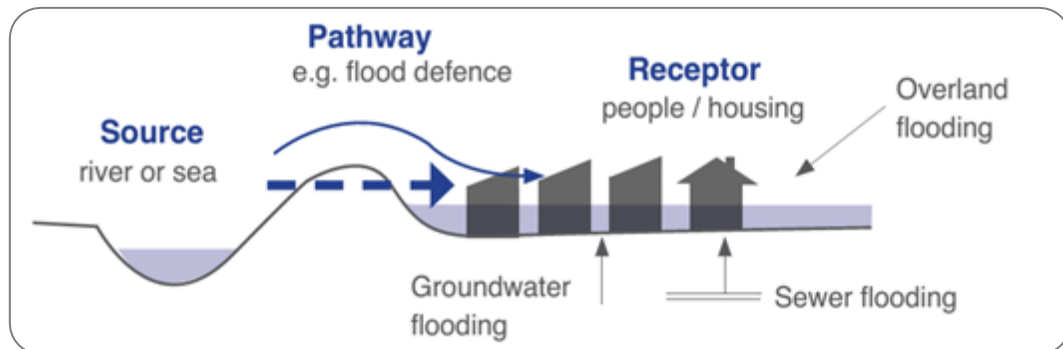 Pathway
e.g. flood defence
Receptor
people / housing
Overland
flooding
Source
river or sea
Groundwater
flooding
Sewer flooding